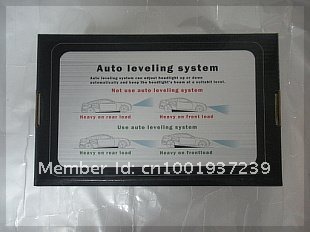 Auto leveling system
Auto leveling system can adjust headlight up or down
automatically and keep the headlight's beam at a suitable level.
Not use auto leveling system
Heavy on rear load Heavy on front load
Use auto leveling system
Heavy on rear load Heavy on frontload
Member Id: cn1001937239